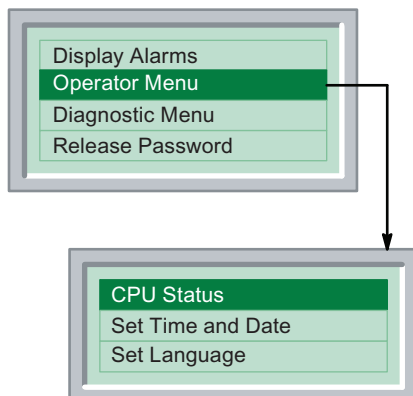 Display Alarms
Operator Menu
Diagnostic Menu
Release Password
CPU Status
Set Time and Date
Set Language